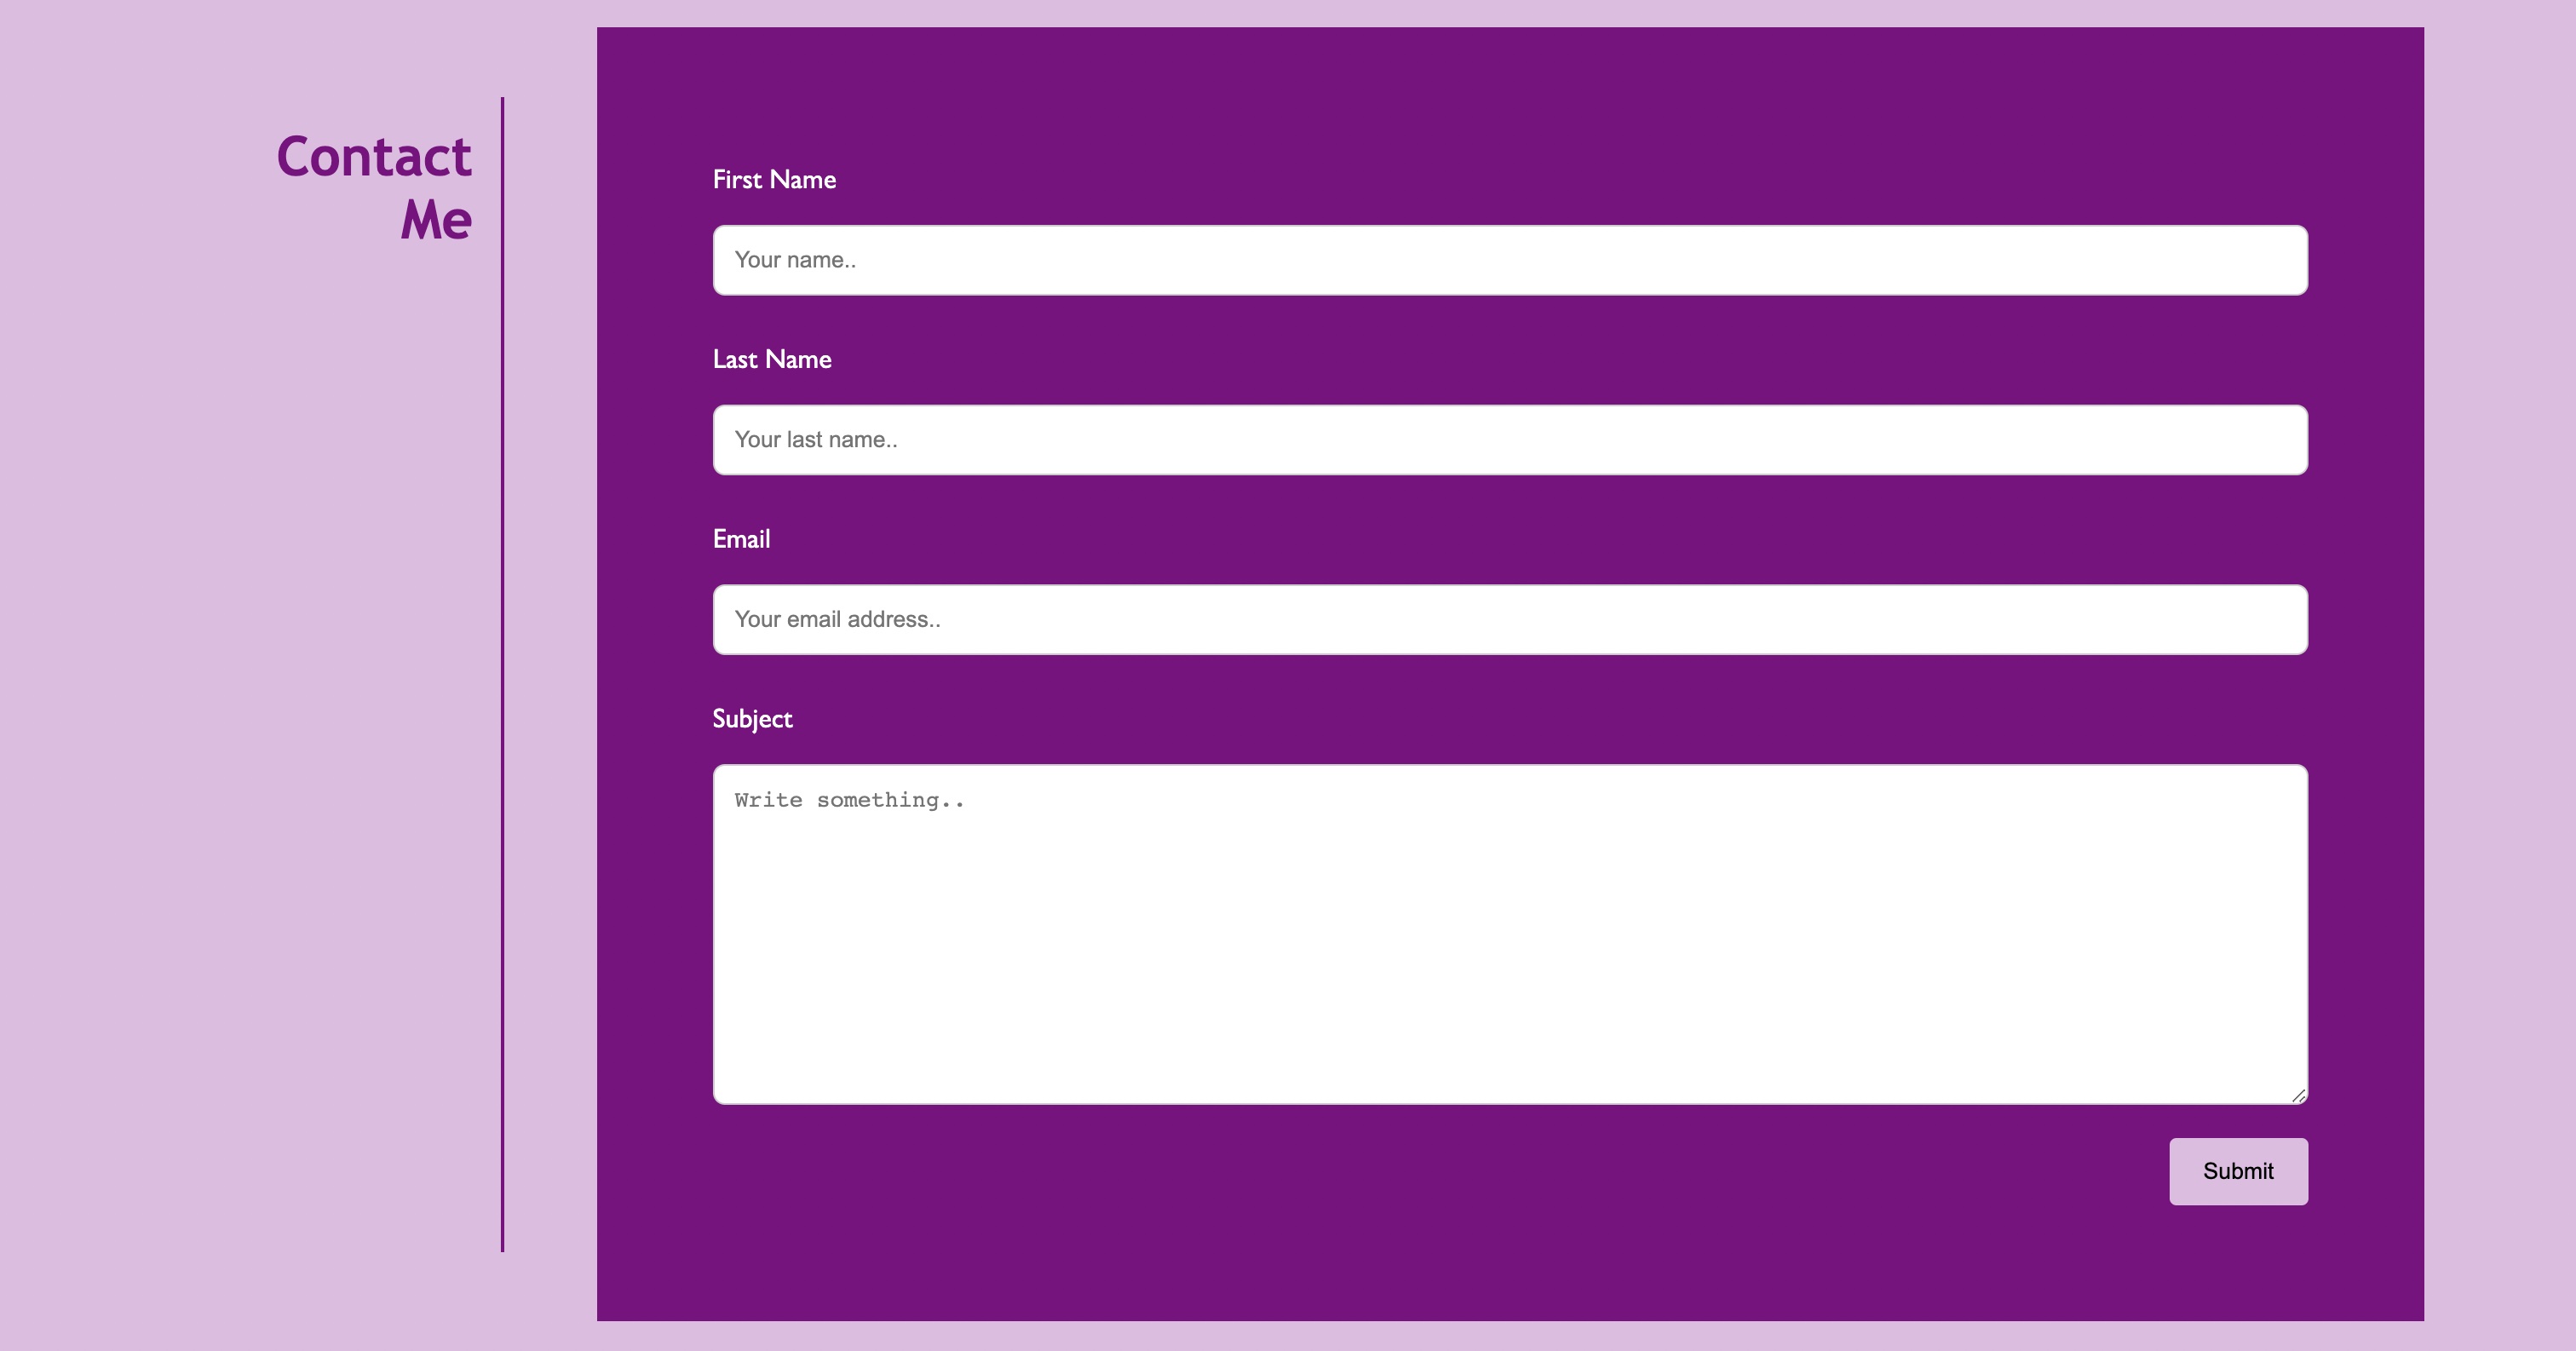 Contact
Me
First Name
Your name..
Last Name
Your last name..
Email
Your email address..
Subject
Write something..
Submit